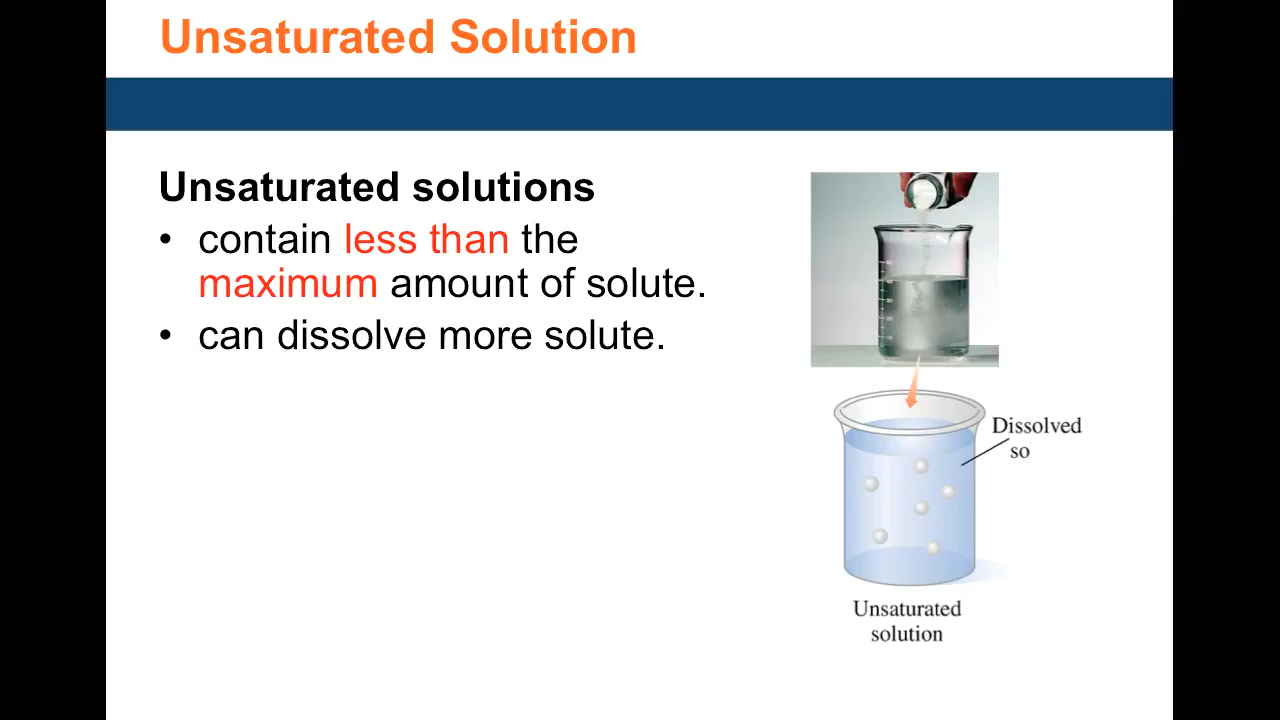 Unsaturated Solution
Unsaturated solutions
• contain less than the
maximum amount of solute.
• can dissolve more solute.
Dissolved
so
Unsaturated
solution